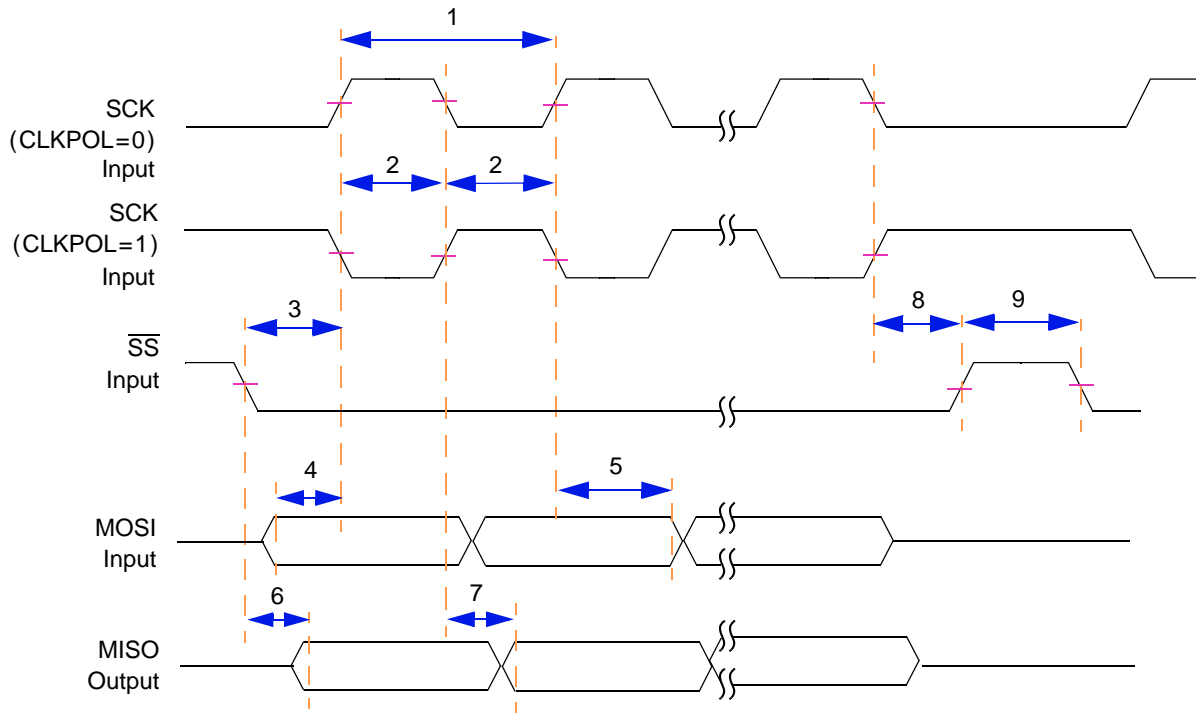 1
SCK
(CLKPOL=0)
Input
2 2
SCK
(CLKPOL=1)
Input
3 8 9
S̅S̅
Input
4 5
MOSI
Input
6 7
MISO
Output